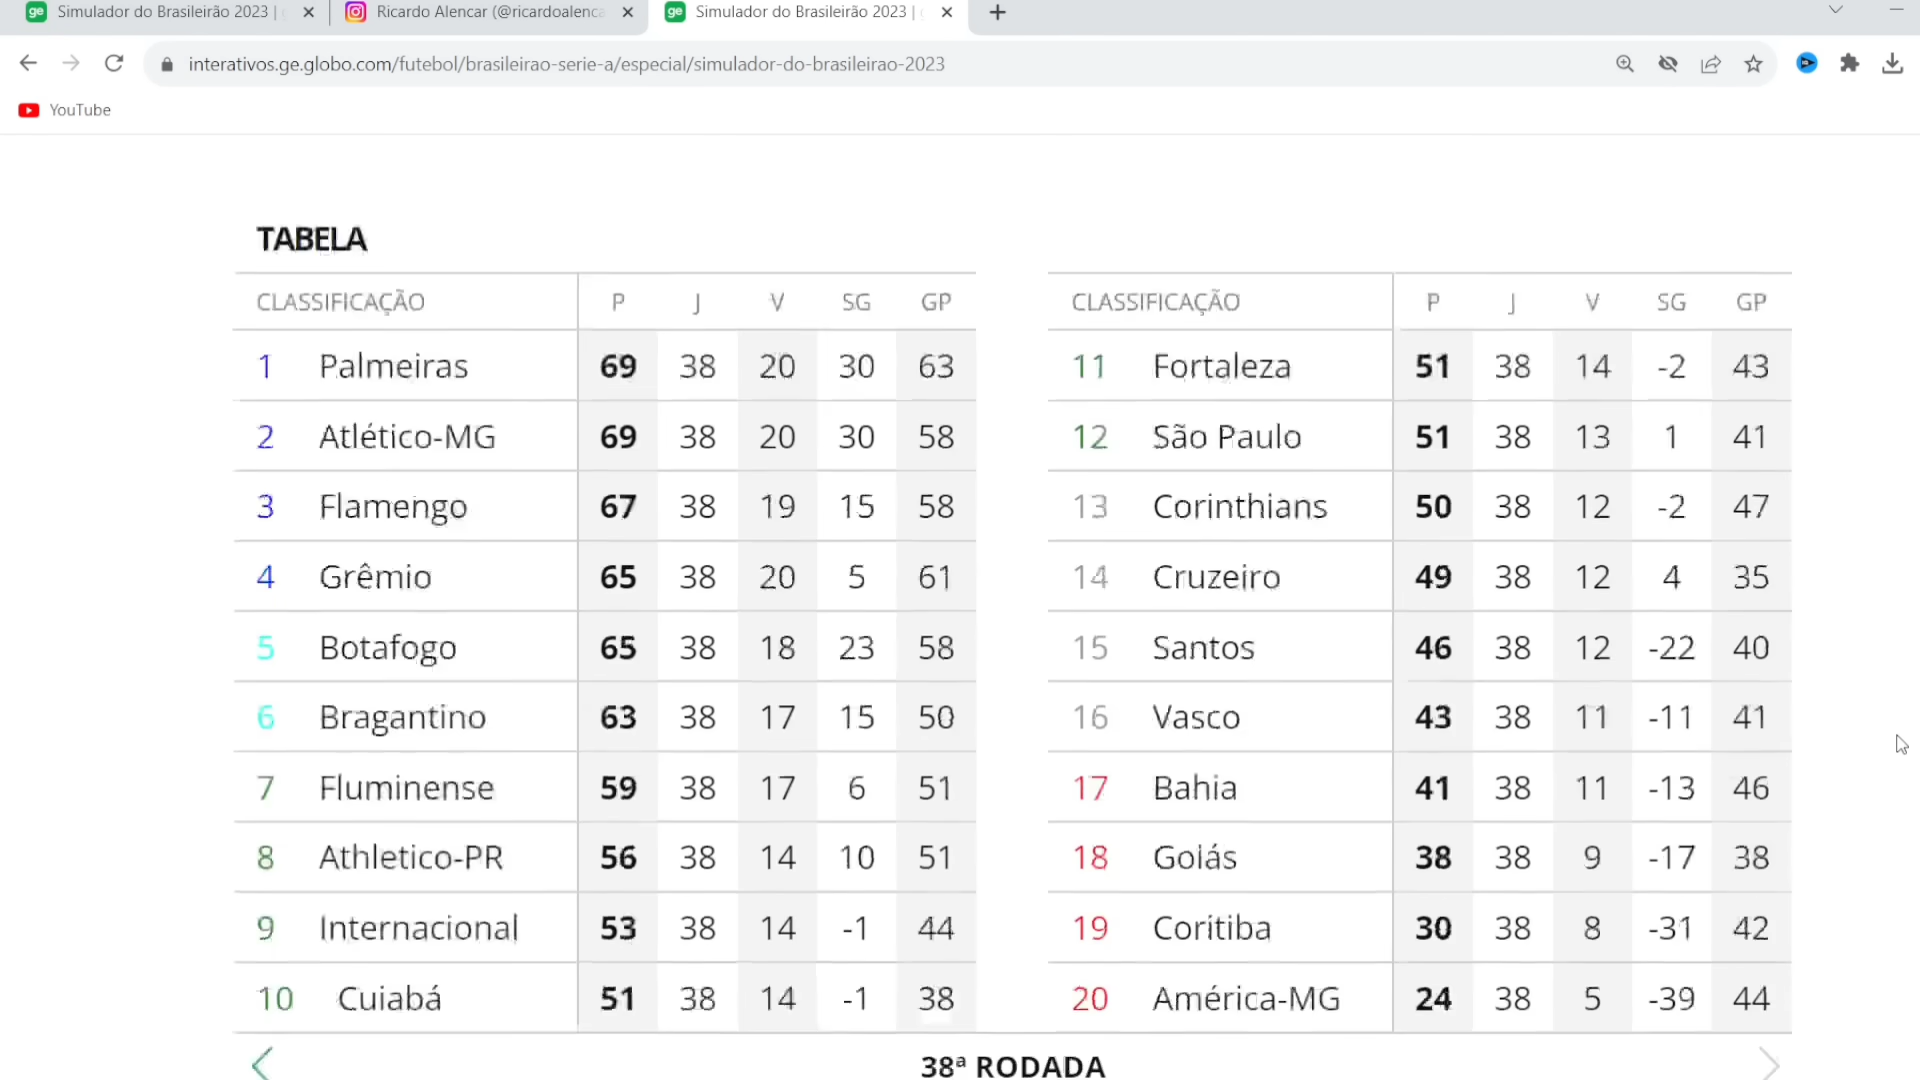 ge Simulador do Brasileirão 2023 |
Ricardo Alencar (@ricardoalenca
ge Simulador do Brasileirão 2023 |
interativos.ge.globo.com/futebol/brasileirao-serie-a/especial/simulador-do-brasileirao-2023
YouTube
TABELA
CLASSIFICAÇÃO P J V SG GP
1 Palmeiras 69 38 20 30 63
2 Atlético-MG 69 38 20 30 58
3 Flamengo 67 38 19 15 58
4 Grêmio 65 38 20 5 61
5 Botafogo 65 38 18 23 58
6 Bragantino 63 38 17 15 50
7 Fluminense 59 38 17 6 51
8 Athletico-PR 56 38 14 10 51
9 Internacional 53 38 14 -1 44
10 Cuiabá 51 38 14 -1 38
CLASSIFICAÇÃO P J V SG GP
11 Fortaleza 51 38 14 -2 43
12 São Paulo 51 38 13 1 41
13 Corinthians 50 38 12 -2 47
14 Cruzeiro 49 38 12 4 35
15 Santos 46 38 12 -22 40
16 Vasco 43 38 11 -11 41
17 Bahia 41 38 11 -13 46
18 Goiás 38 38 9 -17 38
19 Coritiba 30 38 8 -31 42
20 América-MG 24 38 5 -39 44
38ª RODADA